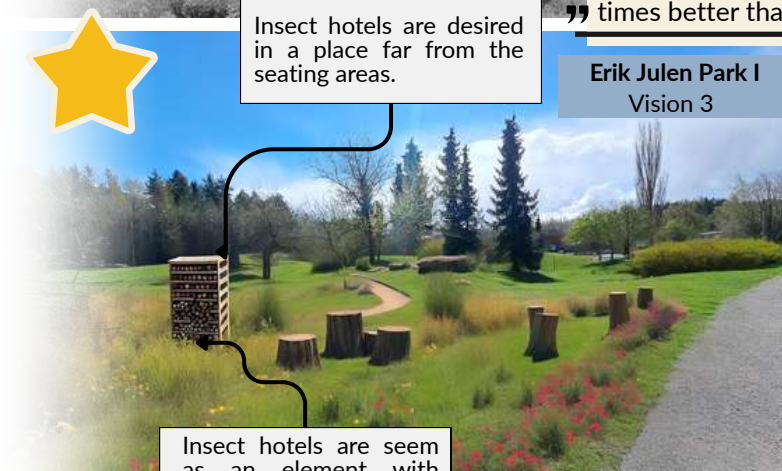 Insect hotels are desired
in a place far from the
seating areas.
” times better tha
Erik Julen Park I
Vision 3
Insect hotels are seem
as an element with